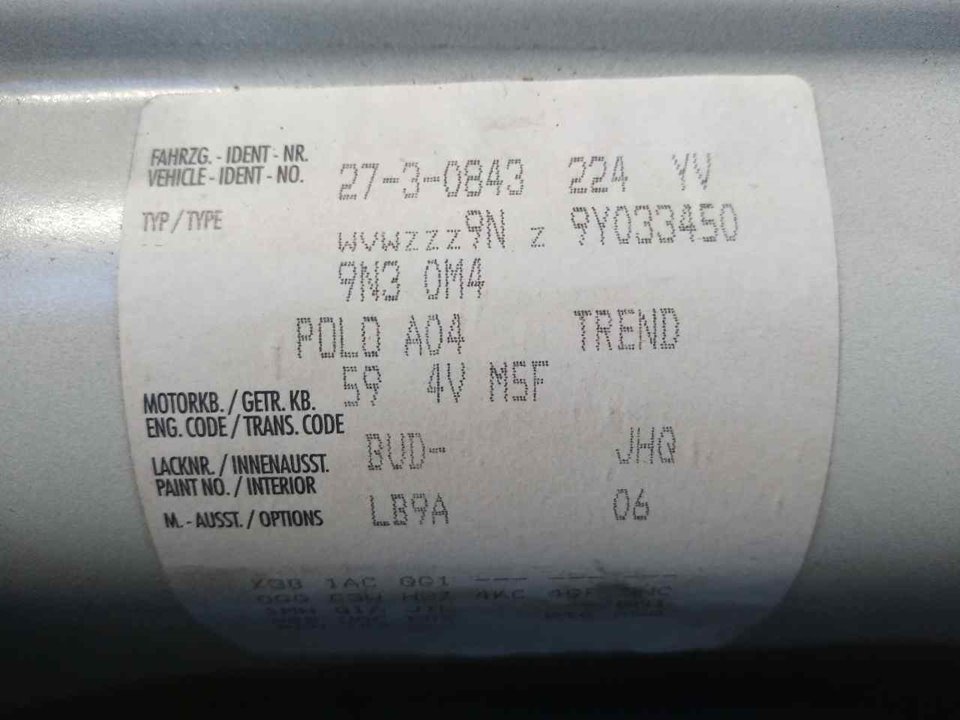 FAHRZG. - IDENT - NR.
VEHICLE - IDENT - NO.
27-3-0843 224 YV
TYP / TYPE
WVWZZZ9N Z 9Y033450
9N3 0M4
POLO A04 TREND
59 4V M5F
MOTORKB. / GETR. KB.
ENG. CODE / TRANS. CODE
BUD- JHQ
LACKNR. / INNENAUSST.
PAINT NO. / INTERIOR
LB9A 06
M. - AUSST. / OPTIONS
1AC --- --- ---
4KC